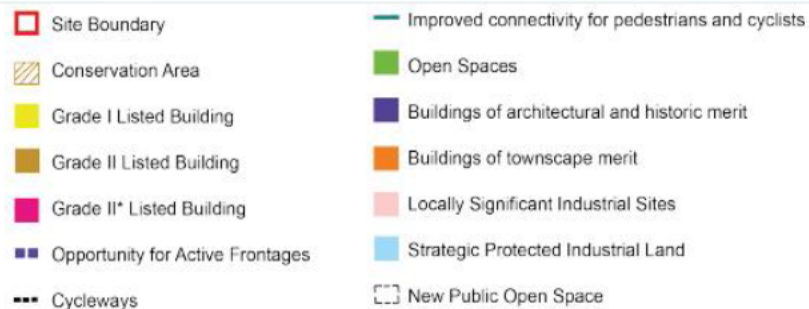 Site Boundary
Conservation Area
Grade I Listed Building
Grade II Listed Building
Grade II* Listed Building
Opportunity for Active Frontages
Cycleways
Improved connectivity for pedestrians and cyclists
Open Spaces
Buildings of architectural and historic merit
Buildings of townscape merit
Locally Significant Industrial Sites
Strategic Protected Industrial Land
New Public Open Space